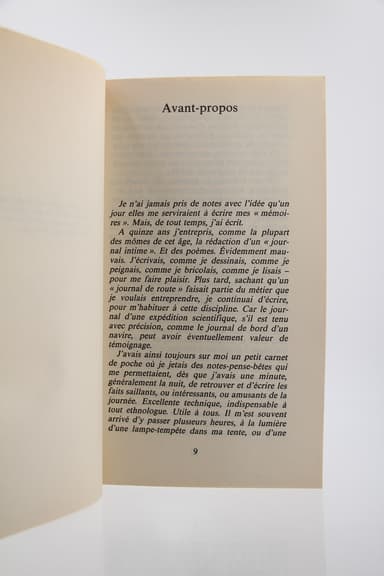 Avant-propos
Je n'ai jamais pris de notes avec l'idée qu'un
jour elles me serviraient à écrire mes « mémoi-
res ». Mais, de tout temps, j'ai écrit.
A quinze ans j'entrepris, comme la plupart
des mômes de cet âge, la rédaction d'un « jour-
nal intime ». Et des poèmes. Évidemment mau-
vais. J'écrivais, comme je dessinais, comme je
peignais, comme je bricolais, comme je lisais –
pour me faire plaisir. Plus tard, sachant qu'un
« journal de route » faisait partie du métier que
je voulais entreprendre, je continuai d'écrire,
pour m'habituer à cette discipline. Car le jour-
nal d'une expédition scientifique, s'il est tenu
avec précision, comme le journal de bord d'un
navire, peut avoir éventuellement valeur de
témoignage.
J'avais ainsi toujours sur moi un petit carnet
de poche où je jetais des notes-pense-bêtes qui
me permettaient, dès que j'avais une minute,
généralement la nuit, de retrouver et d'écrire les
faits saillants, ou intéressants, ou amusants de la
journée. Excellente technique, indispensable à
tout ethnologue. Utile à tous. Il m'est souvent
arrivé d'y passer plusieurs heures, à la lumière
d'une lampe-tempête dans ma tente, ou d'une
9